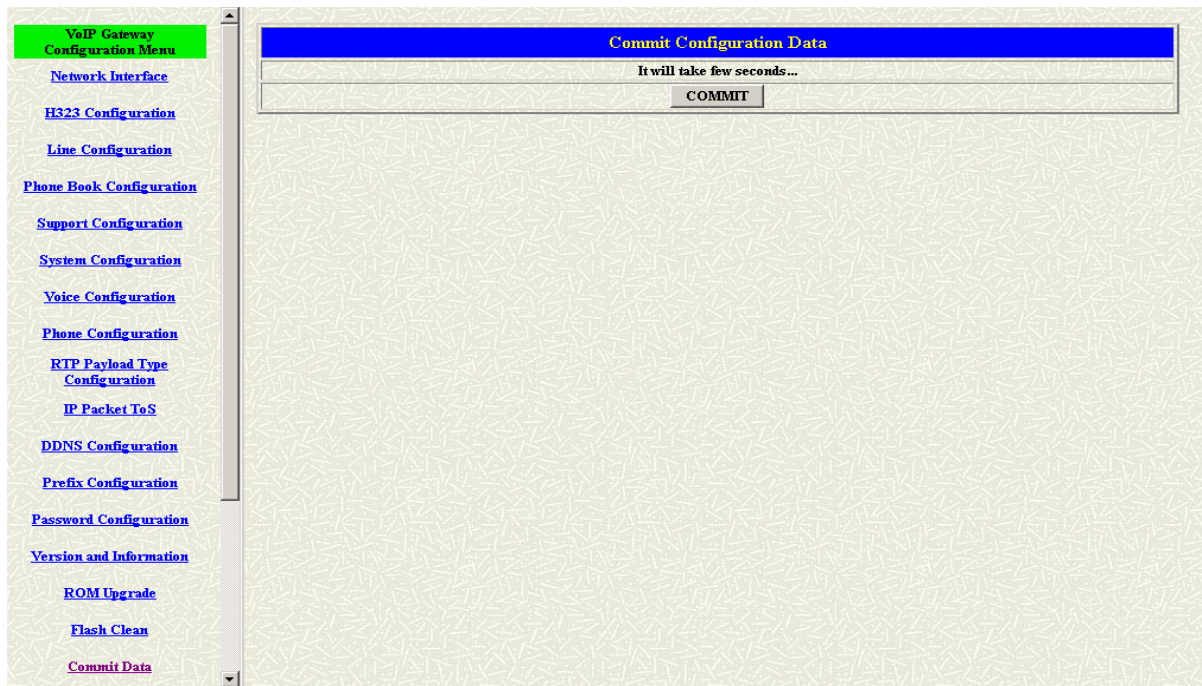 VoIP Gateway
Configuration Menu
Network Interface
H323 Configuration
Line Configuration
Phone Book Configuration
Support Configuration
System Configuration
Voice Configuration
Phone Configuration
RTP Payload Type
Configuration
IP Packet ToS
DDNS Configuration
Prefix Configuration
Password Configuration
Version and Information
ROM Upgrade
Flash Clean
Commit Data
Commit Configuration Data
It will take few seconds...
COMMIT